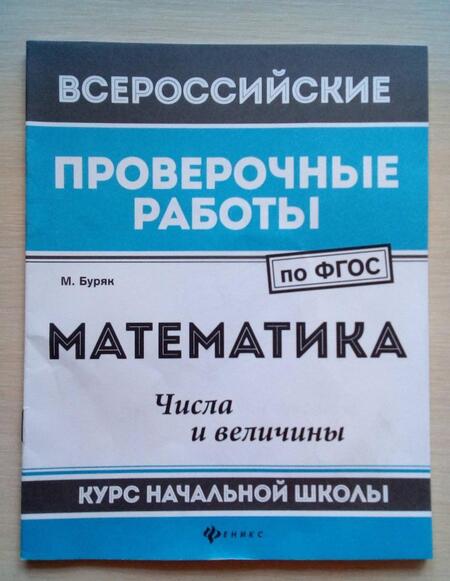 ВСЕРОССИЙСКИЕ
ПРОВЕРОЧНЫЕ
РАБОТЫ
по ФГОС
М. Буряк
МАТЕМАТИКА
Числа
и величины
КУРС НАЧАЛЬНОЙ ШКОЛЫ
ФЕНИКС